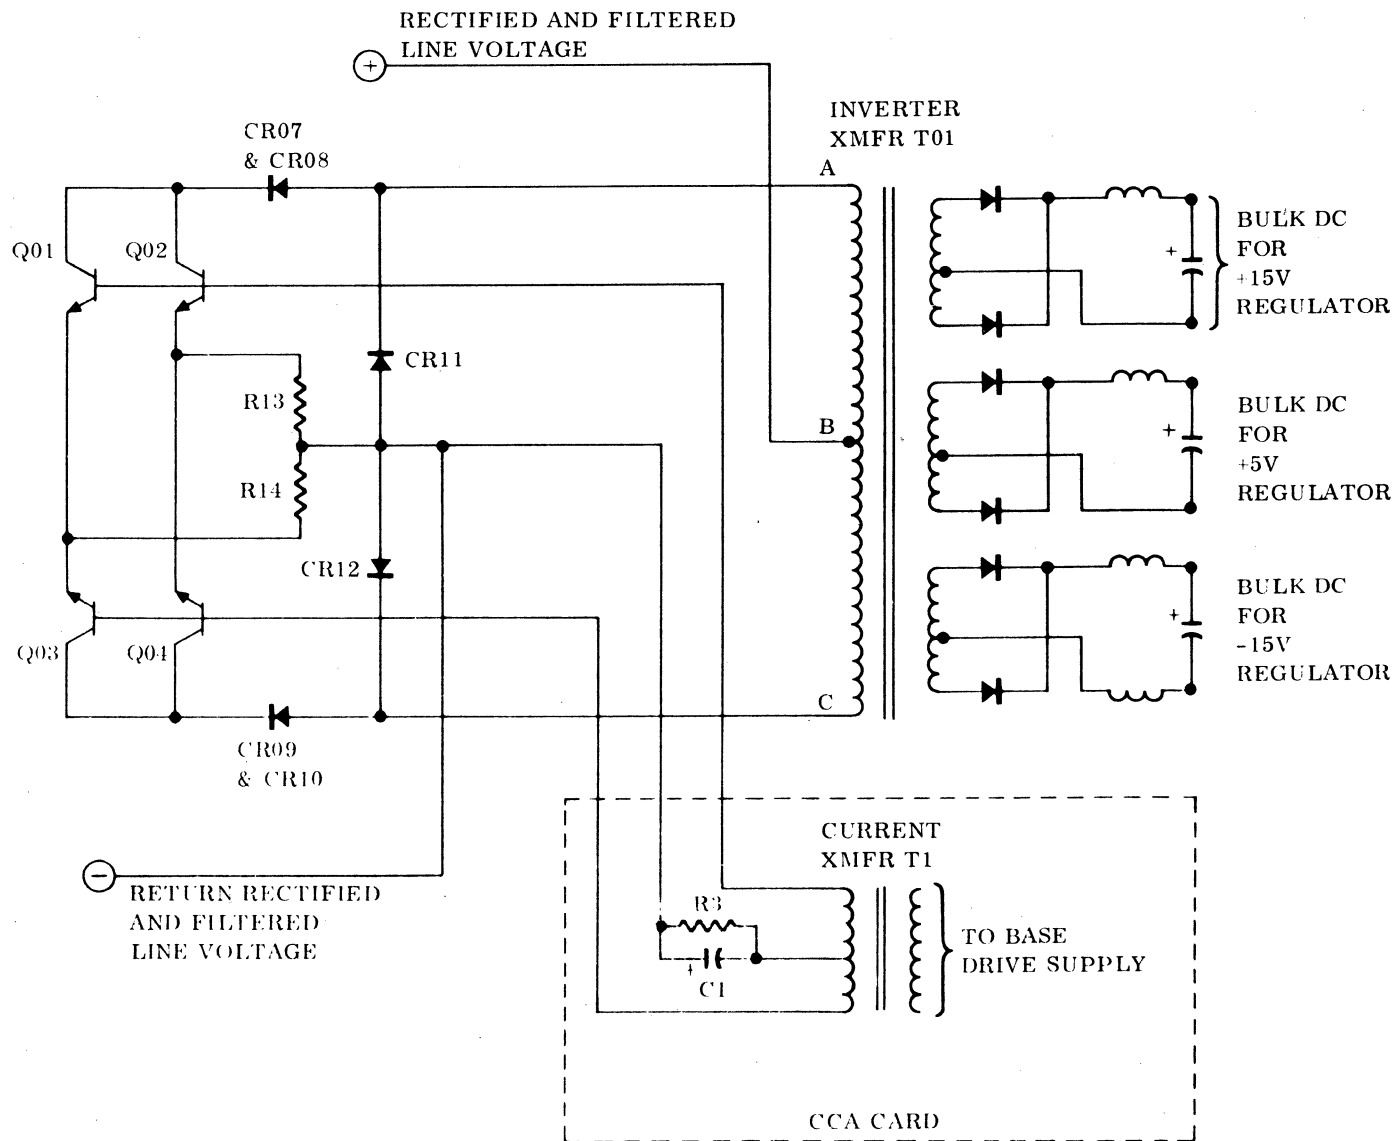 RECTIFIED AND FILTERED
LINE VOLTAGE
+
INVERTER
XMFR T01
CR07
& CR08
A
Q01
Q02
BULK DC
FOR
+15V
REGULATOR
+
CR11
R13
B
BULK DC
FOR
+5V
REGULATOR
+
R14
CR12
BULK DC
FOR
-15V
REGULATOR
+
Q03
Q04
C
CR09
& CR10
CURRENT
XMFR T1
−
RETURN RECTIFIED
AND FILTERED
LINE VOLTAGE
R3
+
C1
TO BASE
DRIVE SUPPLY
CCA CARD